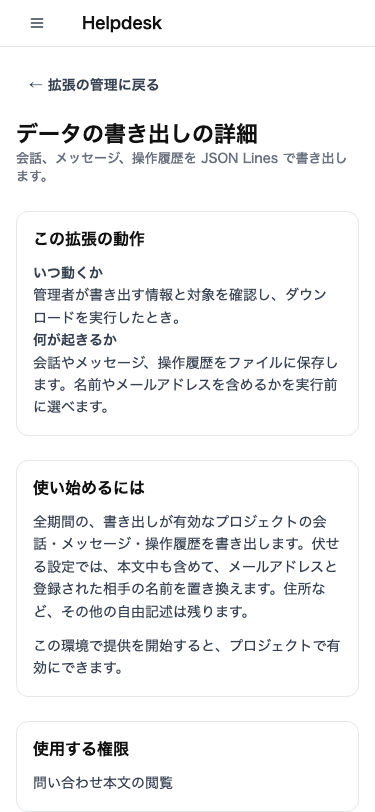 Helpdesk
← 拡張の管理に戻る
データの書き出しの詳細
会話、メッセージ、操作履歴を JSON Lines で書き出し
ます。
この拡張の動作
いつ動くか
管理者が書き出す情報と対象を確認し、ダウン
ロードを実行したとき。
何が起きるか
会話やメッセージ、操作履歴をファイルに保存し
ます。名前やメールアドレスを含めるかを実行前
に選べます。
使い始めるには
全期間の、書き出しが有効なプロジェクトの会
話・メッセージ・操作履歴を書き出します。伏せ
る設定では、本文中も含めて、メールアドレスと
登録された相手の名前を置き換えます。住所な
ど、その他の自由記述は残ります。
この環境で提供を開始すると、プロジェクトで有
効にできます。
使用する権限
問い合わせ本文の閲覧